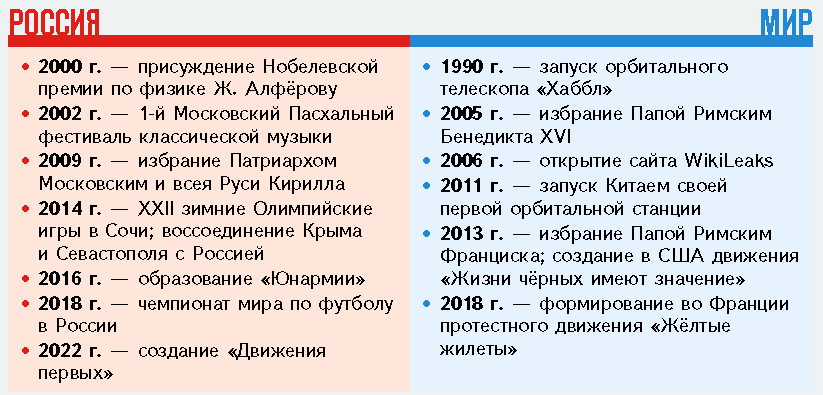 РОССИЯ
• 2000 г. — присуждение Нобелевской
премии по физике Ж. Алфёрову
• 2002 г. — 1-й Московский Пасхальный
фестиваль классической музыки
• 2009 г. — избрание Патриархом
Московским и всея Руси Кирилла
• 2014 г. — XXII зимние Олимпийские
игры в Сочи; воссоединение Крыма
и Севастополя с Россией
• 2016 г. — образование «Юнармии»
• 2018 г. — чемпионат мира по футболу
в России
• 2022 г. — создание «Движения
первых»
МИР
• 1990 г. — запуск орбитального
телескопа «Хаббл»
• 2005 г. — избрание Папой Римским
Бенедикта XVI
• 2006 г. — открытие сайта WikiLeaks
• 2011 г. — запуск Китаем своей
первой орбитальной станции
• 2013 г. — избрание Папой Римским
Франциска; создание в США движения
«Жизни чёрных имеют значение»
• 2018 г. — формирование во Франции
протестного движения «Жёлтые
жилеты»